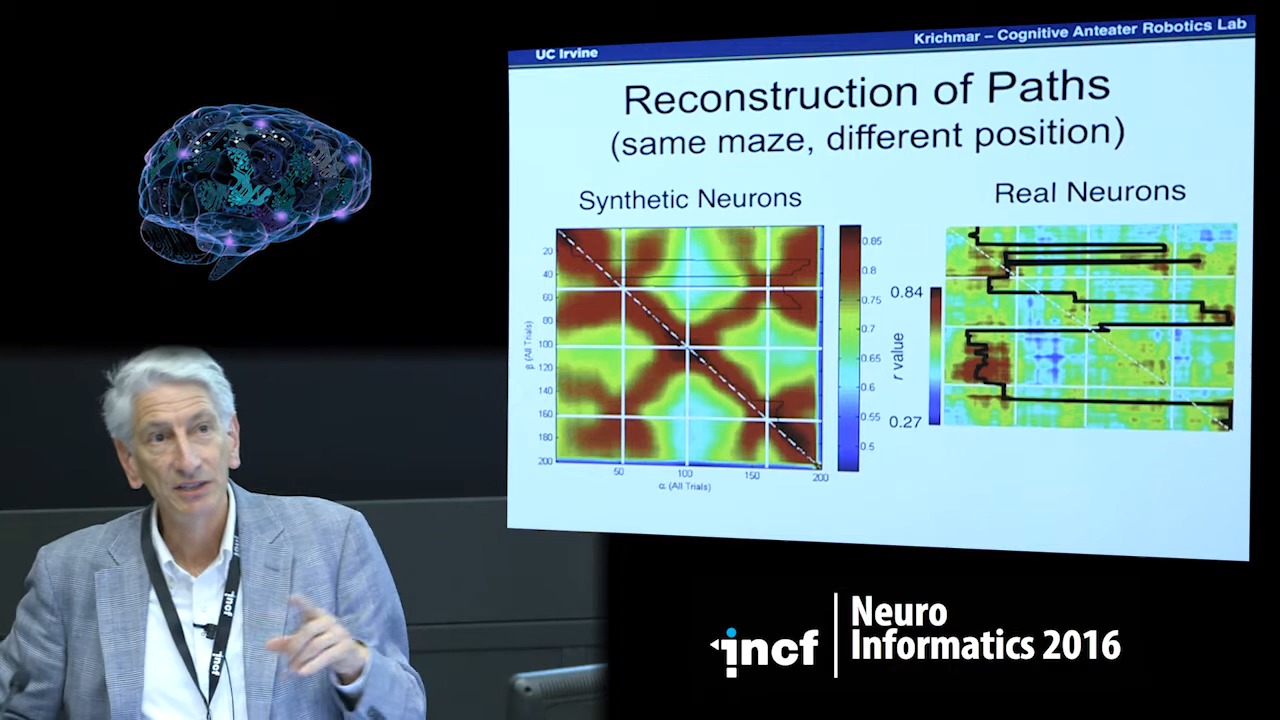 UC Irvine
Krichmar – Cognitive Anteater Robotics Lab
Reconstruction of Paths
(same maze, different position)
Synthetic Neurons
Real Neurons
20
40
60
80
100
120
140
160
180
200
β (All Trials)
50
100
150
200
α (All Trials)
0.85
0.8
0.75
0.7
0.65
0.6
0.55
0.5
0.84
r value
0.27
incf
incf
incf
Neuro
Informatics 2016